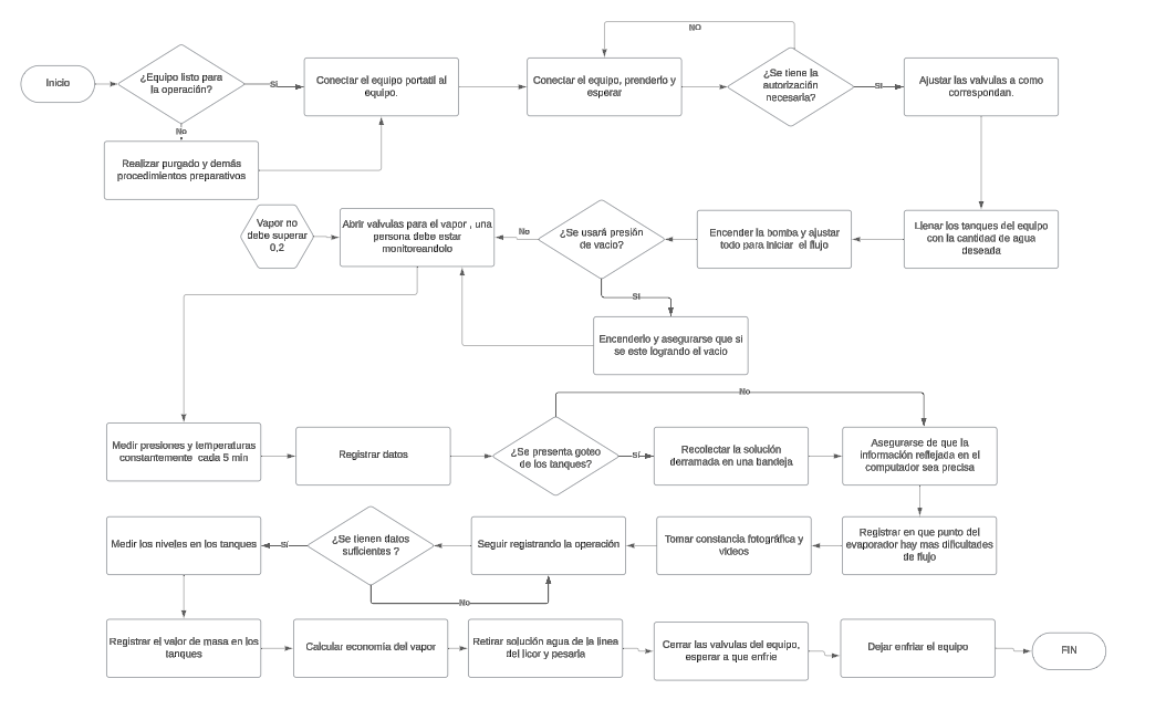 NO
Inicio
¿Equipo listo para
la operación?
Sí
Conectar el equipo portatil al
equipo.
Conectar el equipo, prenderlo y
esperar
¿Se tiene la
autorización
necesaria?
Sí
Ajustar las valvulas a como
correspondan.
No
Realizar purgado y demás
procedimientos preparativos
Vapor no
debe superar
0,2
Abrir valvulas para el vapor , una
persona debe estar
monitoreandolo
No
¿Se usará presión
de vacio?
Encender la bomba y ajustar
todo para iniciar el flujo
Llenar los tanques del equipo
con la cantidad de agua
deseada
Sí
Encenderlo y asegurarse que si
se este logrando el vacio
No
Medir presiones y temperaturas
constantemente cada 5 min
Registrar datos
¿Se presenta goteo
de los tanques?
Sí
Recolectar la solución
derramada en una bandeja
Asegurarse de que la
información reflejada en el
computador sea precisa
Medir los niveles en los tanques
Sí
¿Se tienen datos
suficientes ?
Seguir registrando la operación
Tomar constancia fotográfica y
videos
Registrar en que punto del
evaporador hay mas dificultades
de flujo
No
Registrar el valor de masa en los
tanques
Calcular economía del vapor
Retirar solución agua de la linea
del licor y pesarla
Cerrar las valvulas del equipo,
esperar a que enfrie
Dejar enfriar el equipo
FIN